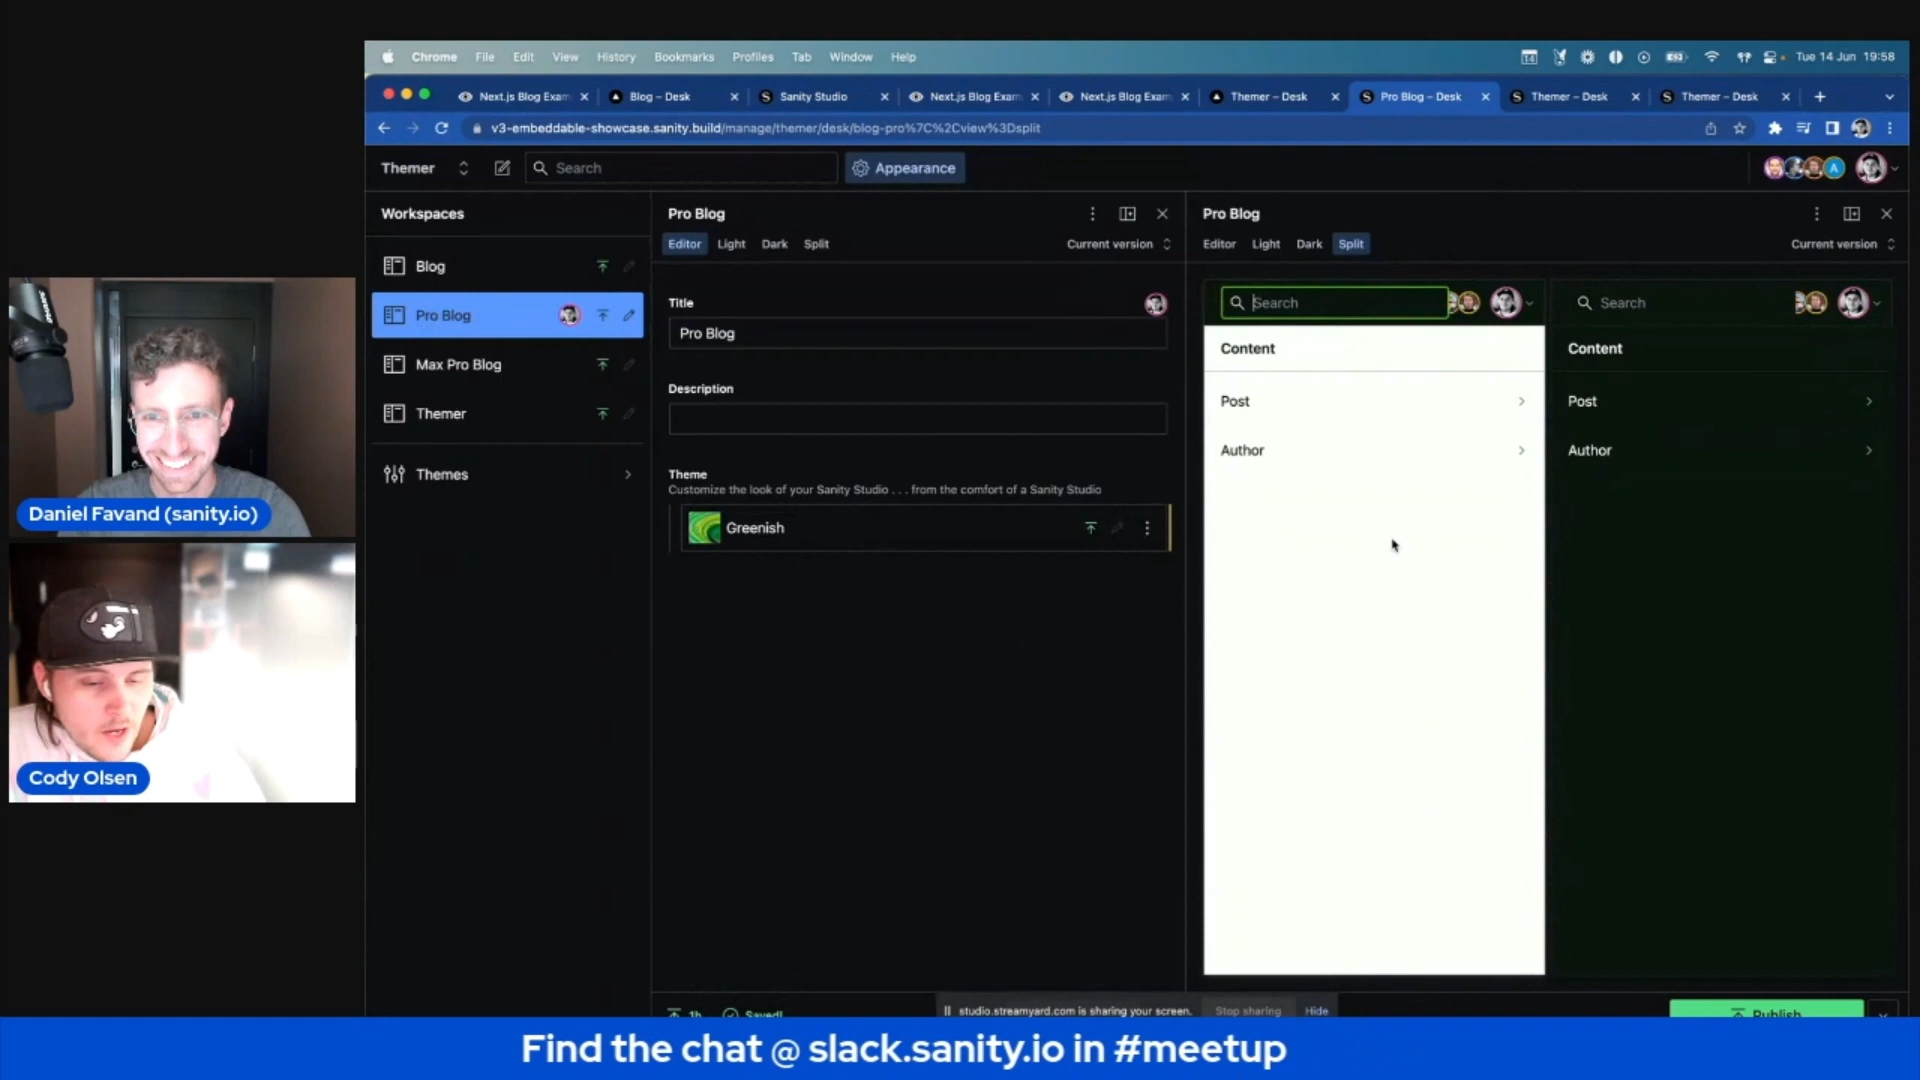 Chrome File Edit View History Bookmarks Profiles Tab Window Help
14 Tue 14 Jun 19:58
Next.js Blog Exam Blog – Desk Sanity Studio Next.js Blog Exam Next.js Blog Exam Themer – Desk Pro Blog – Desk Themer – Desk Themer – Desk
v3-embeddable-showcase.sanity.build/manage/themer/desk/blog-pro%7C%2Cview%3Dsplit
Themer Search Appearance
A
Workspaces
Blog
Pro Blog
Max Pro Blog
Themer
Themes
Pro Blog
Editor Light Dark Split Current version
Title
Pro Blog
Description
Theme
Customize the look of your Sanity Studio . . . from the comfort of a Sanity Studio
Greenish
1h Saved!
Pro Blog
Editor Light Dark Split Current version
Search
Content
Post
Author
Search
Content
Post
Author
studio.streamyard.com is sharing your screen. Stop sharing Hide
Publish
Daniel Favand (sanity.io)
Cody Olsen
Find the chat @ slack.sanity.io in #meetup